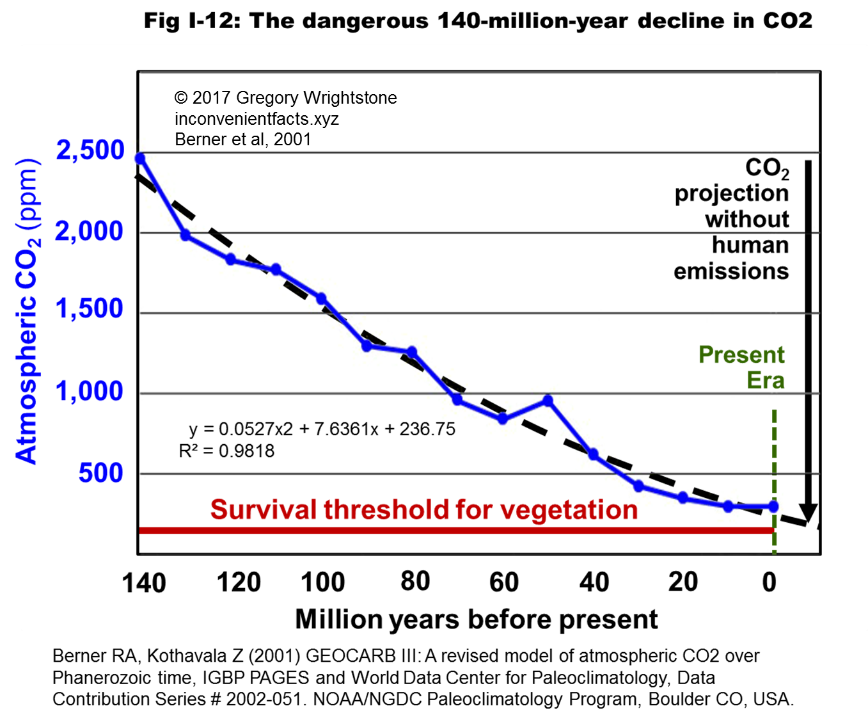 Fig I-12: The dangerous 140-million-year decline in CO2
© 2017 Gregory Wrightstone
inconvenientfacts.xyz
Berner et al, 2001
Atmospheric CO₂ (ppm)
2,500
2,000
1,500
1,000
500
CO₂
projection
without
human
emissions
Present
Era
y = 0.0527x2 + 7.6361x + 236.75
R² = 0.9818
Survival threshold for vegetation
140 120 100 80 60 40 20 0
Million years before present
Berner RA, Kothavala Z (2001) GEOCARB III: A revised model of atmospheric CO2 over
Phanerozoic time, IGBP PAGES and World Data Center for Paleoclimatology, Data
Contribution Series # 2002-051. NOAA/NGDC Paleoclimatology Program, Boulder CO, USA.